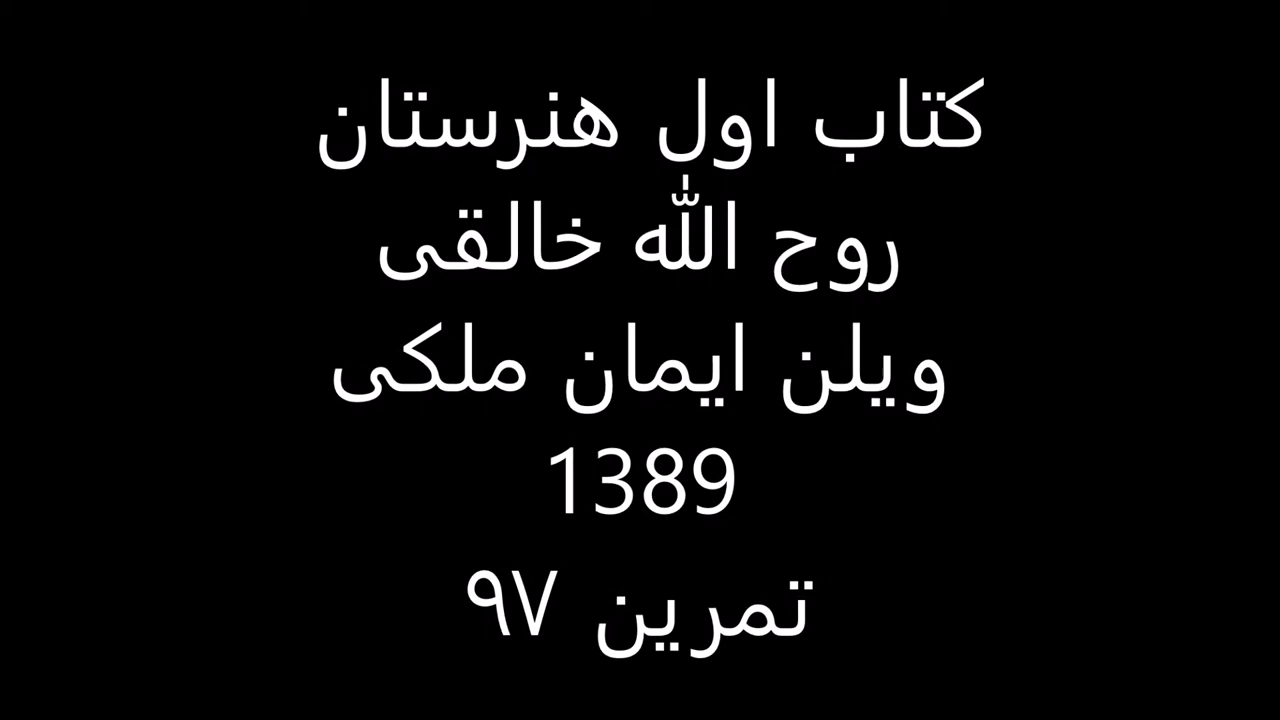 کتاب اول هنرستان
روح الله خالقی
ویلن ایمان ملکی
1389
تمرین ۹۷